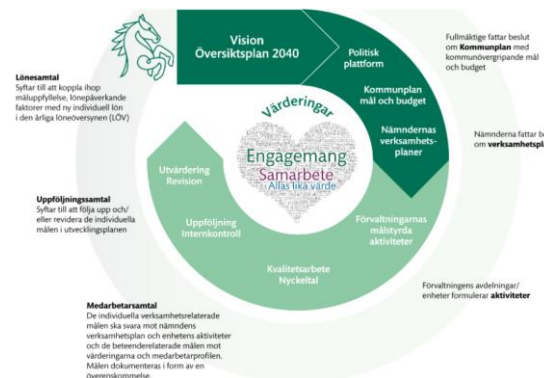 Vision
Översiktsplan 2040
Politisk
plattform
Kommunplan
mål och budget
Nämndernas
verksamhets-
planer
Förvaltningarnas
målstyrda
aktiviteter
Kvalitetsarbete
Nyckeltal
Uppföljning
Internkontroll
Utvärdering
Revision
Värderingar
Engagemang
Samarbete
Allas lika värde
Fullmäktige fattar beslut
om Kommunplan med
kommunövergripande mål
och budget
Nämnderna fattar be
om verksamhetspl
Förvaltningens avdelningar/
enheter formulerar aktiviteter
Medarbetarsamtal
De individuella verksamhetsrelaterade
målen ska svara mot nämndens
verksamhetsplan och enhetens aktiviteter
och de beteenderelaterade målen mot
värderingarna och medarbetarprofilen.
Målen dokumenteras i form av en
överenskommelse.
Uppföljningssamtal
Syftar till att följa upp och/
eller revidera de individuella
målen i utvecklingsplanen
Lönesamtal
Syftar till att koppla ihop
måluppfyllelse, lönepåverkande
faktorer med ny individuell lön
i den årliga löneöversynen (LÖV)